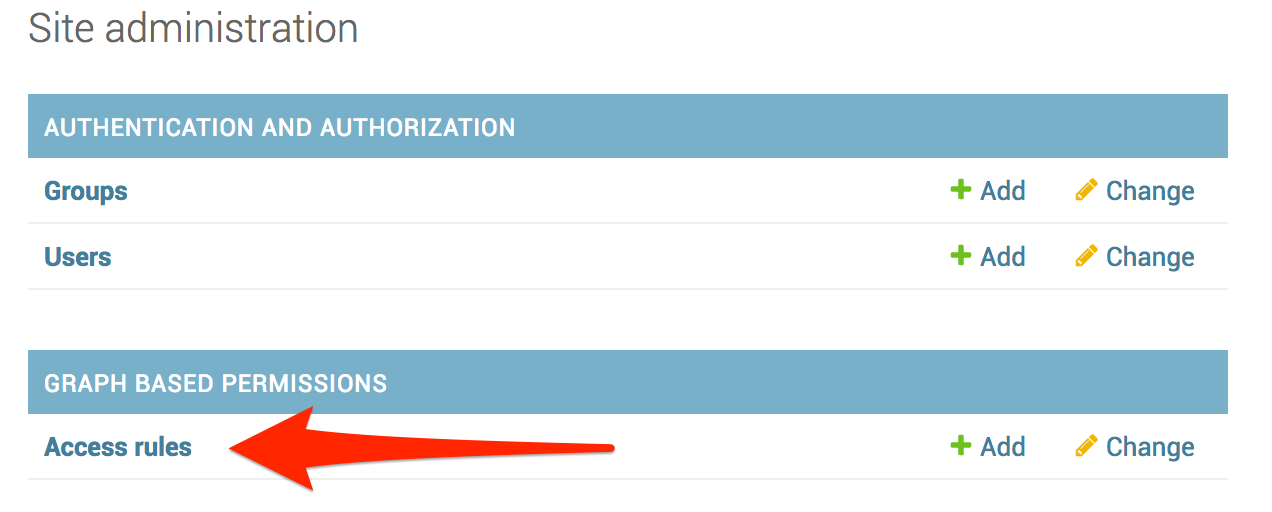 Site administration
AUTHENTICATION AND AUTHORIZATION
Groups Add Change
Users Add Change
GRAPH BASED PERMISSIONS
Access rules Add Change